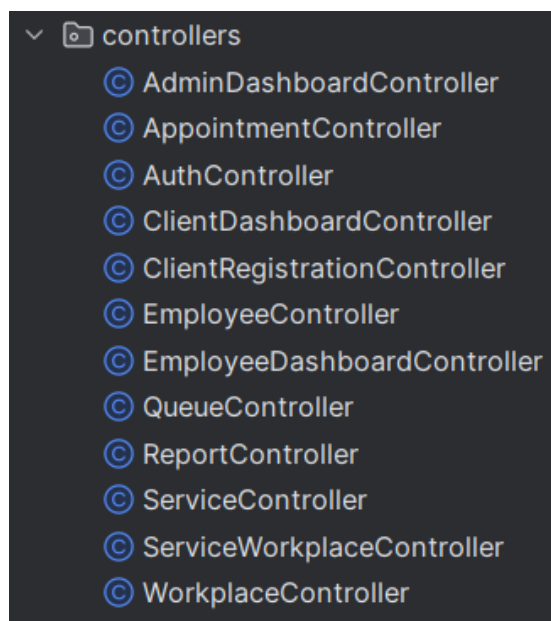 controllers
AdminDashboardController
AppointmentController
AuthController
ClientDashboardController
ClientRegistrationController
EmployeeController
EmployeeDashboardController
QueueController
ReportController
ServiceController
ServiceWorkplaceController
WorkplaceController